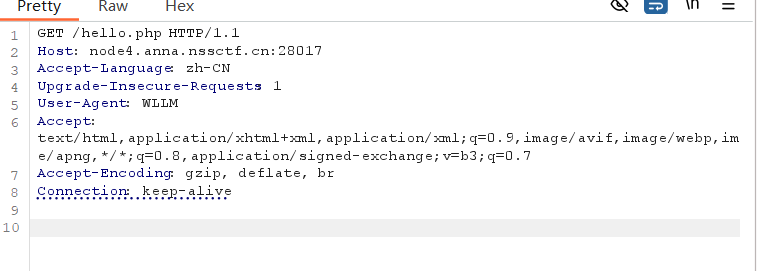 Pretty Raw Hex
\n
1 GET /hello.php HTTP/1.1
2 Host: node4.anna.nssctf.cn:28017
3 Accept-Language: zh-CN
4 Upgrade-Insecure-Requests: 1
5 User-Agent: WLLM
6 Accept:
text/html,application/xhtml+xml,application/xml;q=0.9,image/avif,image/webp,im
e/apng,*/*;q=0.8,application/signed-exchange;v=b3;q=0.7
7 Accept-Encoding: gzip, deflate, br
8 Connection: keep-alive
9
10